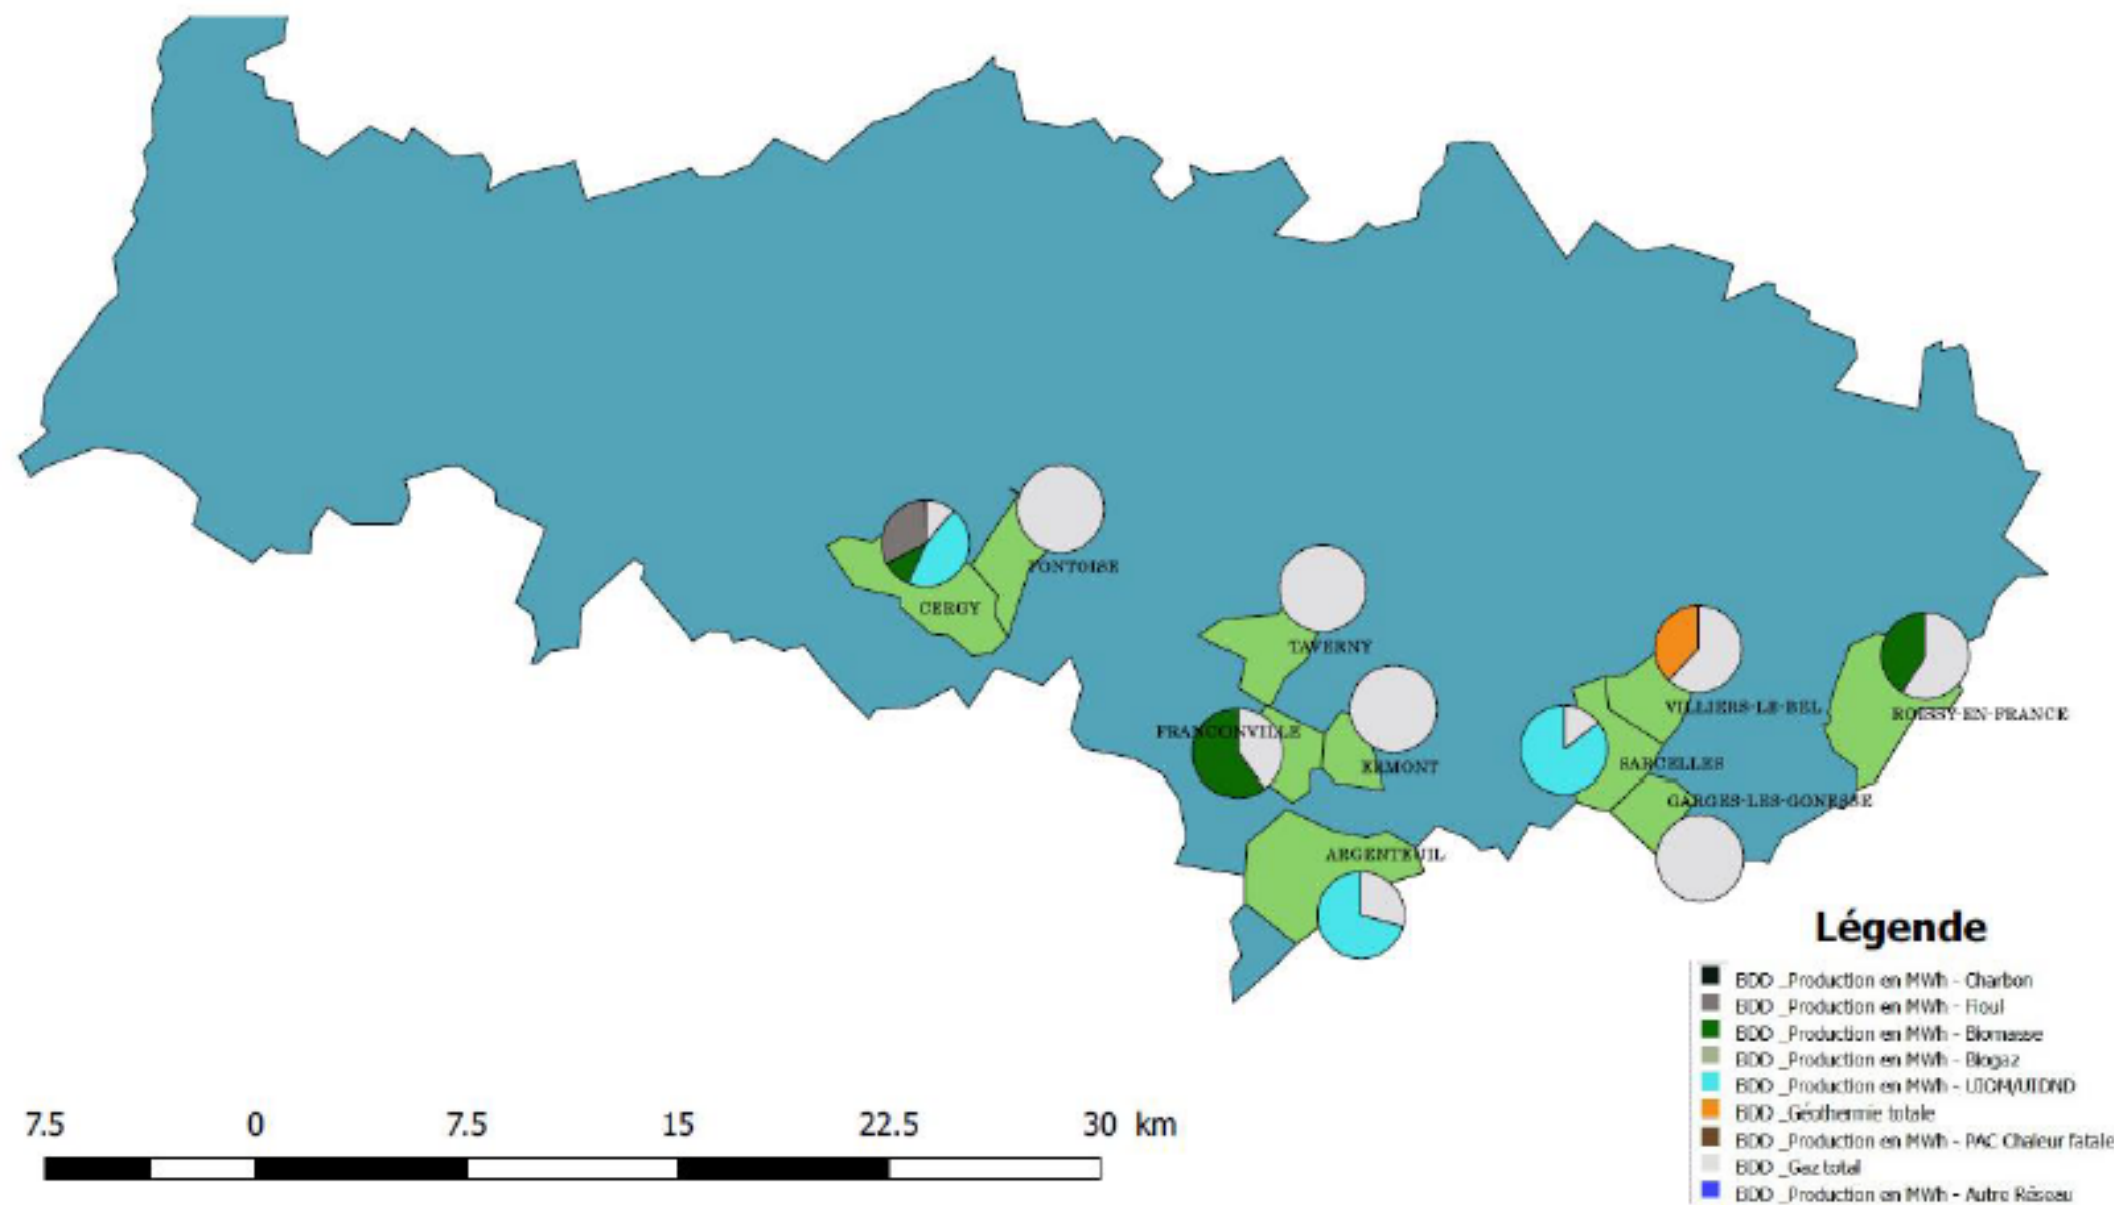 PONTOISE
CERGY
TAVERNY
VILLIERS-LE-BEL
ROISSY-EN-FRANCE
FRANCONVILLE
ERMONT
SARCELLES
GARGES-LES-GONESSE
ARGENTEUIL
Légende
BDD _Production en MWh - Charbon
BDD _Production en MWh - Fioul
BDD _Production en MWh - Biomasse
BDD _Production en MWh - Biogaz
BDD _Production en MWh - UIOM/UIDND
BDD _Géothermie totale
BDD _Production en MWh - PAC Chaleur fatale
BDD _Gaz total
BDD _Production en MWh - Autre Réseau
7.5 0 7.5 15 22.5 30 km